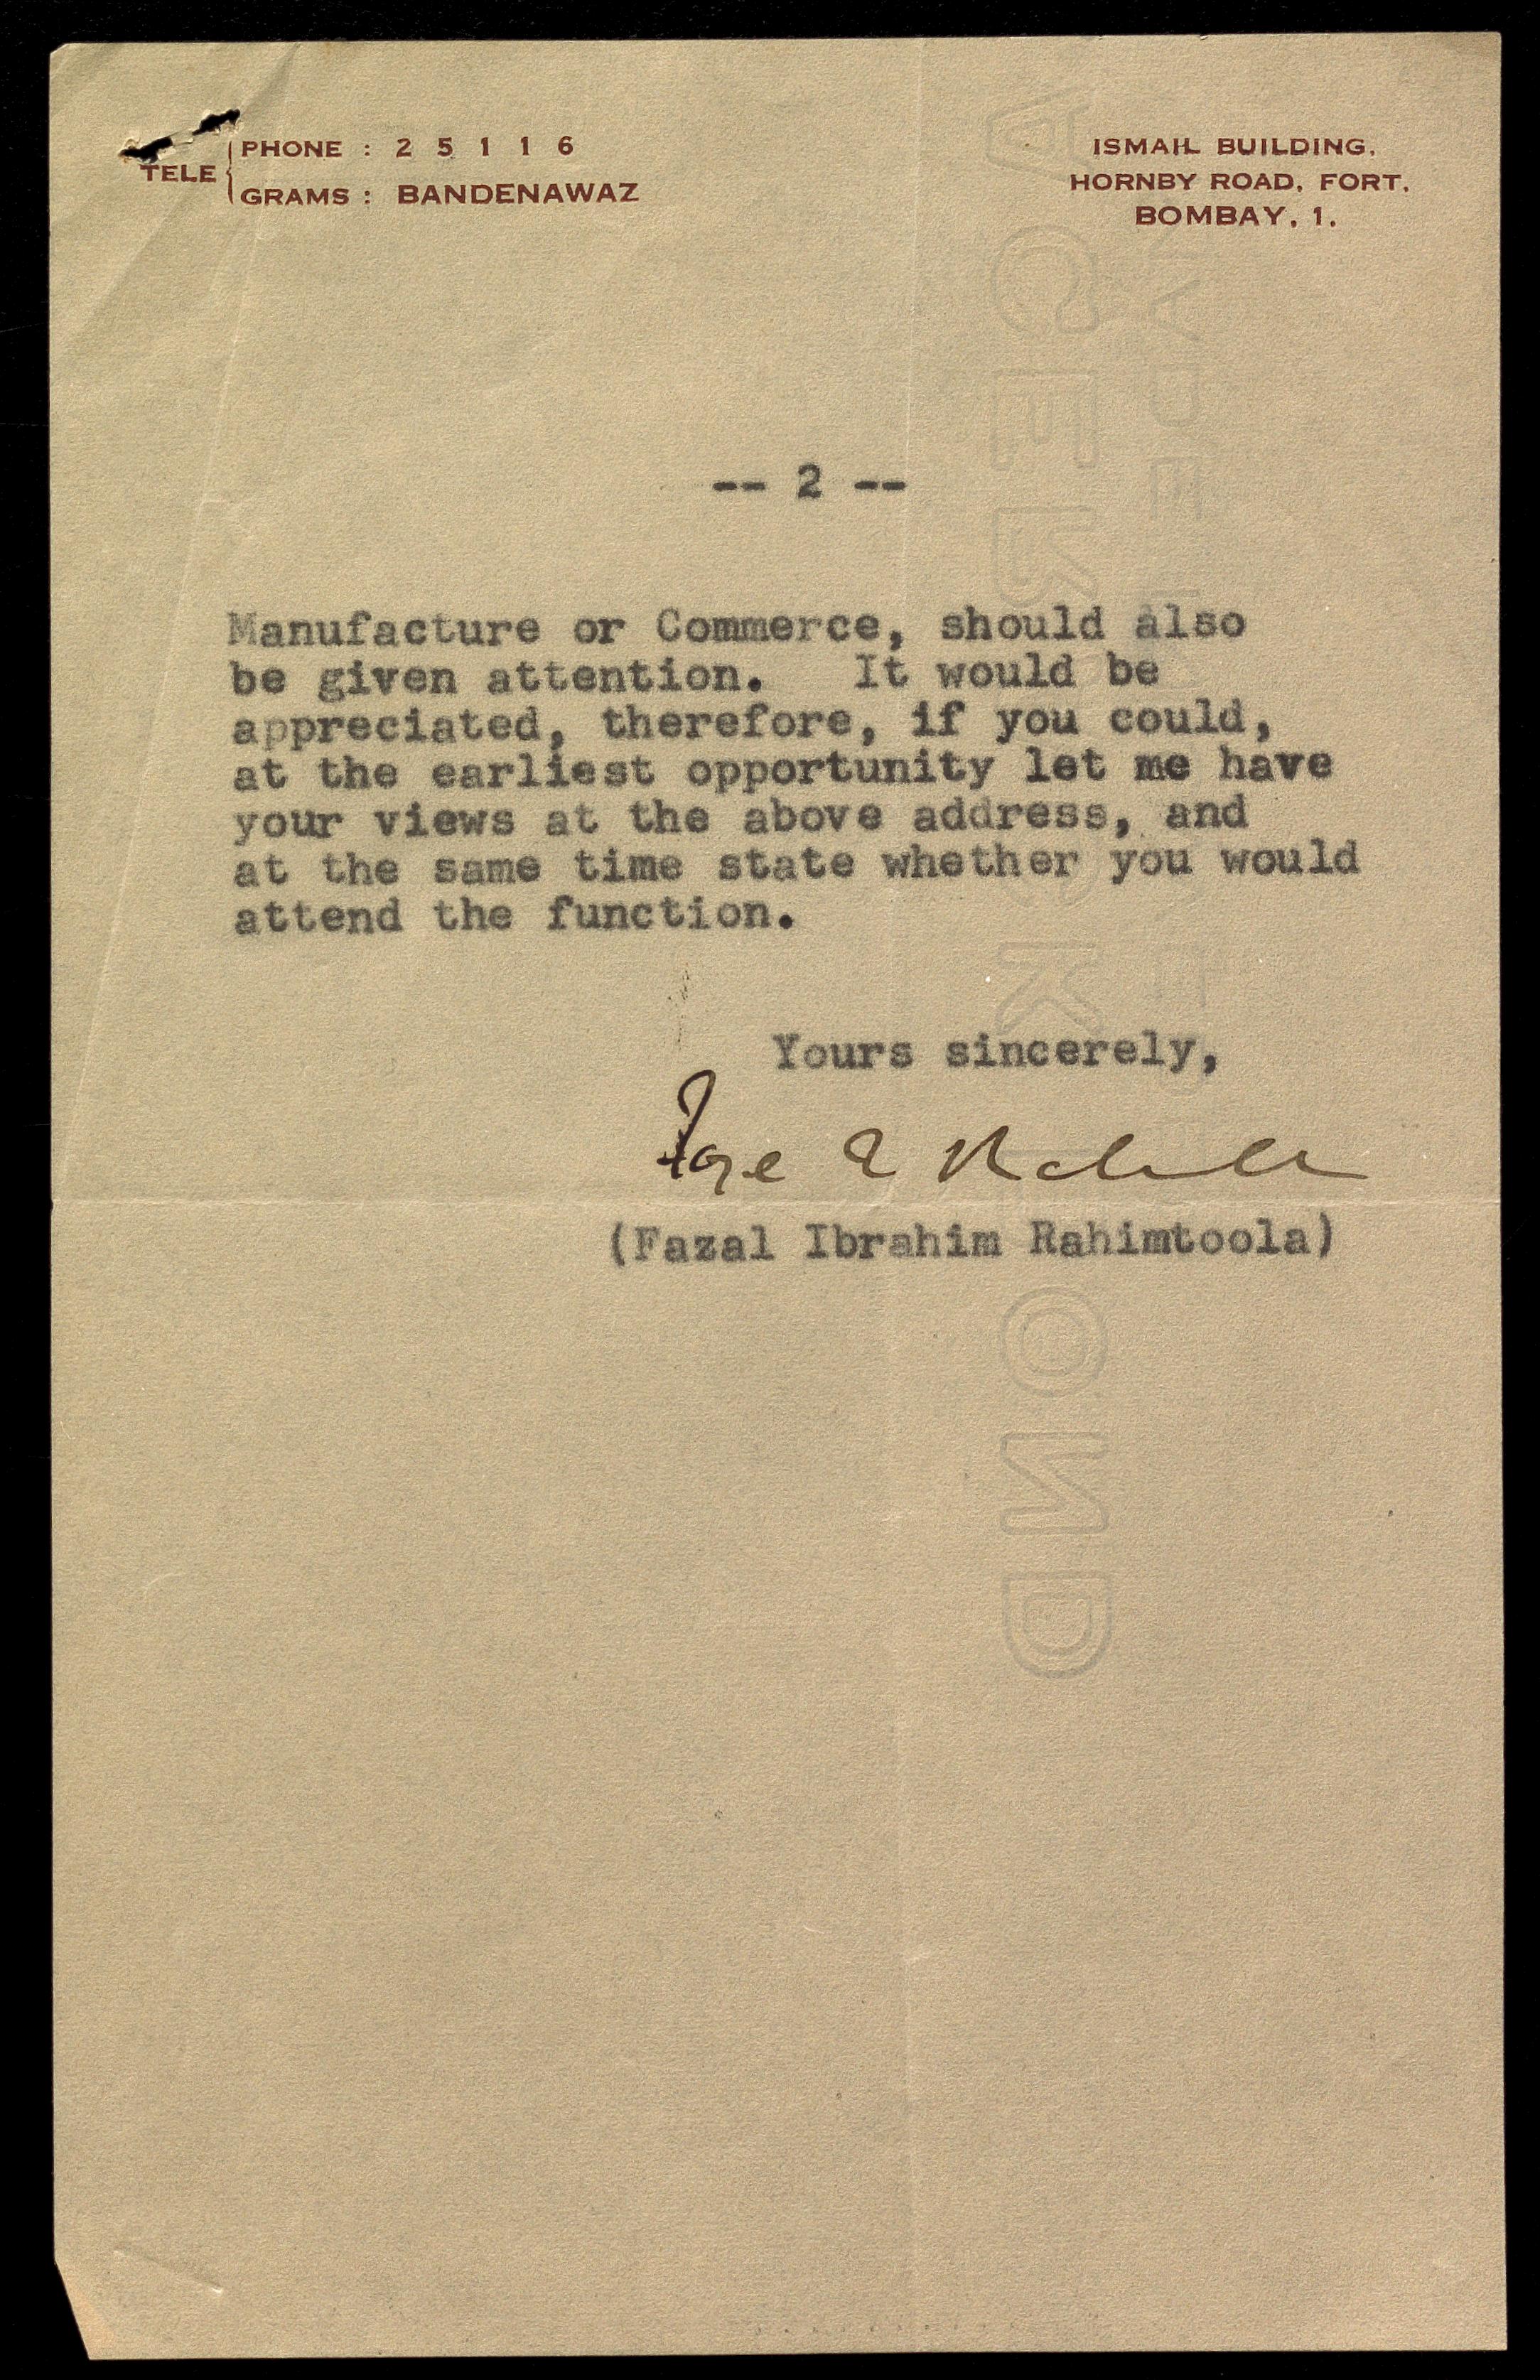 TELE { PHONE : 2 5 1 1 6
GRAMS : BANDENAWAZ
ISMAIL BUILDING.
HORNBY ROAD, FORT.
BOMBAY, 1.
-- 2 --
Manufacture or Commerce, should also
be given attention. It would be
appreciated, therefore, if you could,
at the earliest opportunity let me have
your views at the above address, and
at the same time state whether you would
attend the function.
Yours sincerely,
(Fazal Ibrahim Rahimtoola)